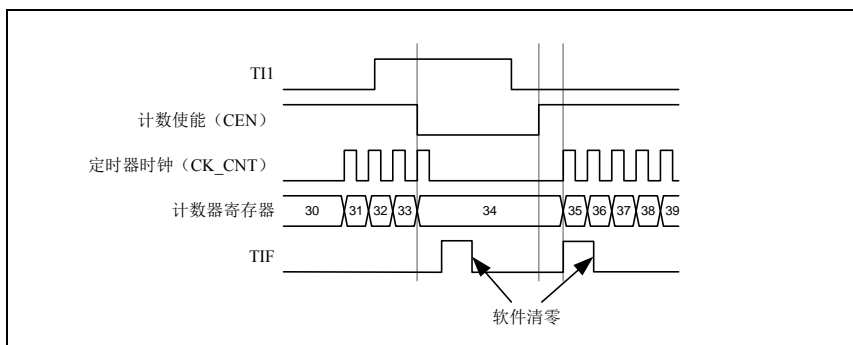 TI1
计数使能（CEN）
定时器时钟（CK_CNT）
计数器寄存器 30 31 32 33 34 35 36 37 38 39
TIF
软件清零